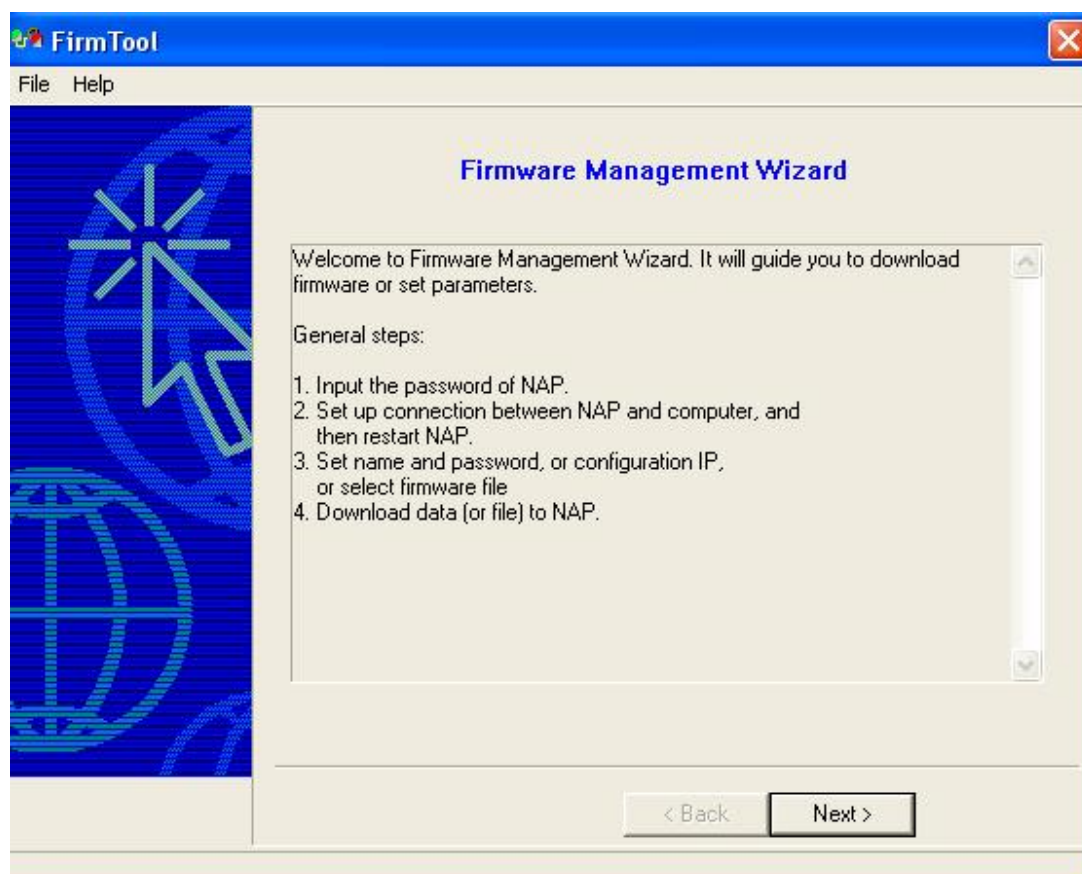 FirmTool
File Help
Firmware Management Wizard
Welcome to Firmware Management Wizard. It will guide you to download
firmware or set parameters.
General steps:
1. Input the password of NAP.
2. Set up connection between NAP and computer, and
then restart NAP.
3. Set name and password, or configuration IP,
or select firmware file
4. Download data (or file) to NAP.
< Back Next >